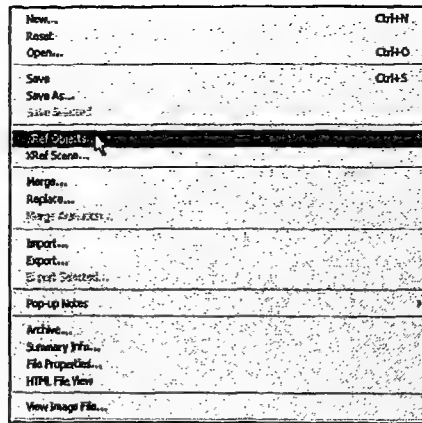 New... Ctrl+N
Reset
Open... Ctrl+O
Save Ctrl+S
Save As...
Save Selected
XRef Objects...
XRef Scene...
Merge...
Replace...
Merge Animation...
Import...
Export...
Export Selected...
Pop-up Notes
Archive...
Summary Info...
File Properties...
HTML File View
View Image File...